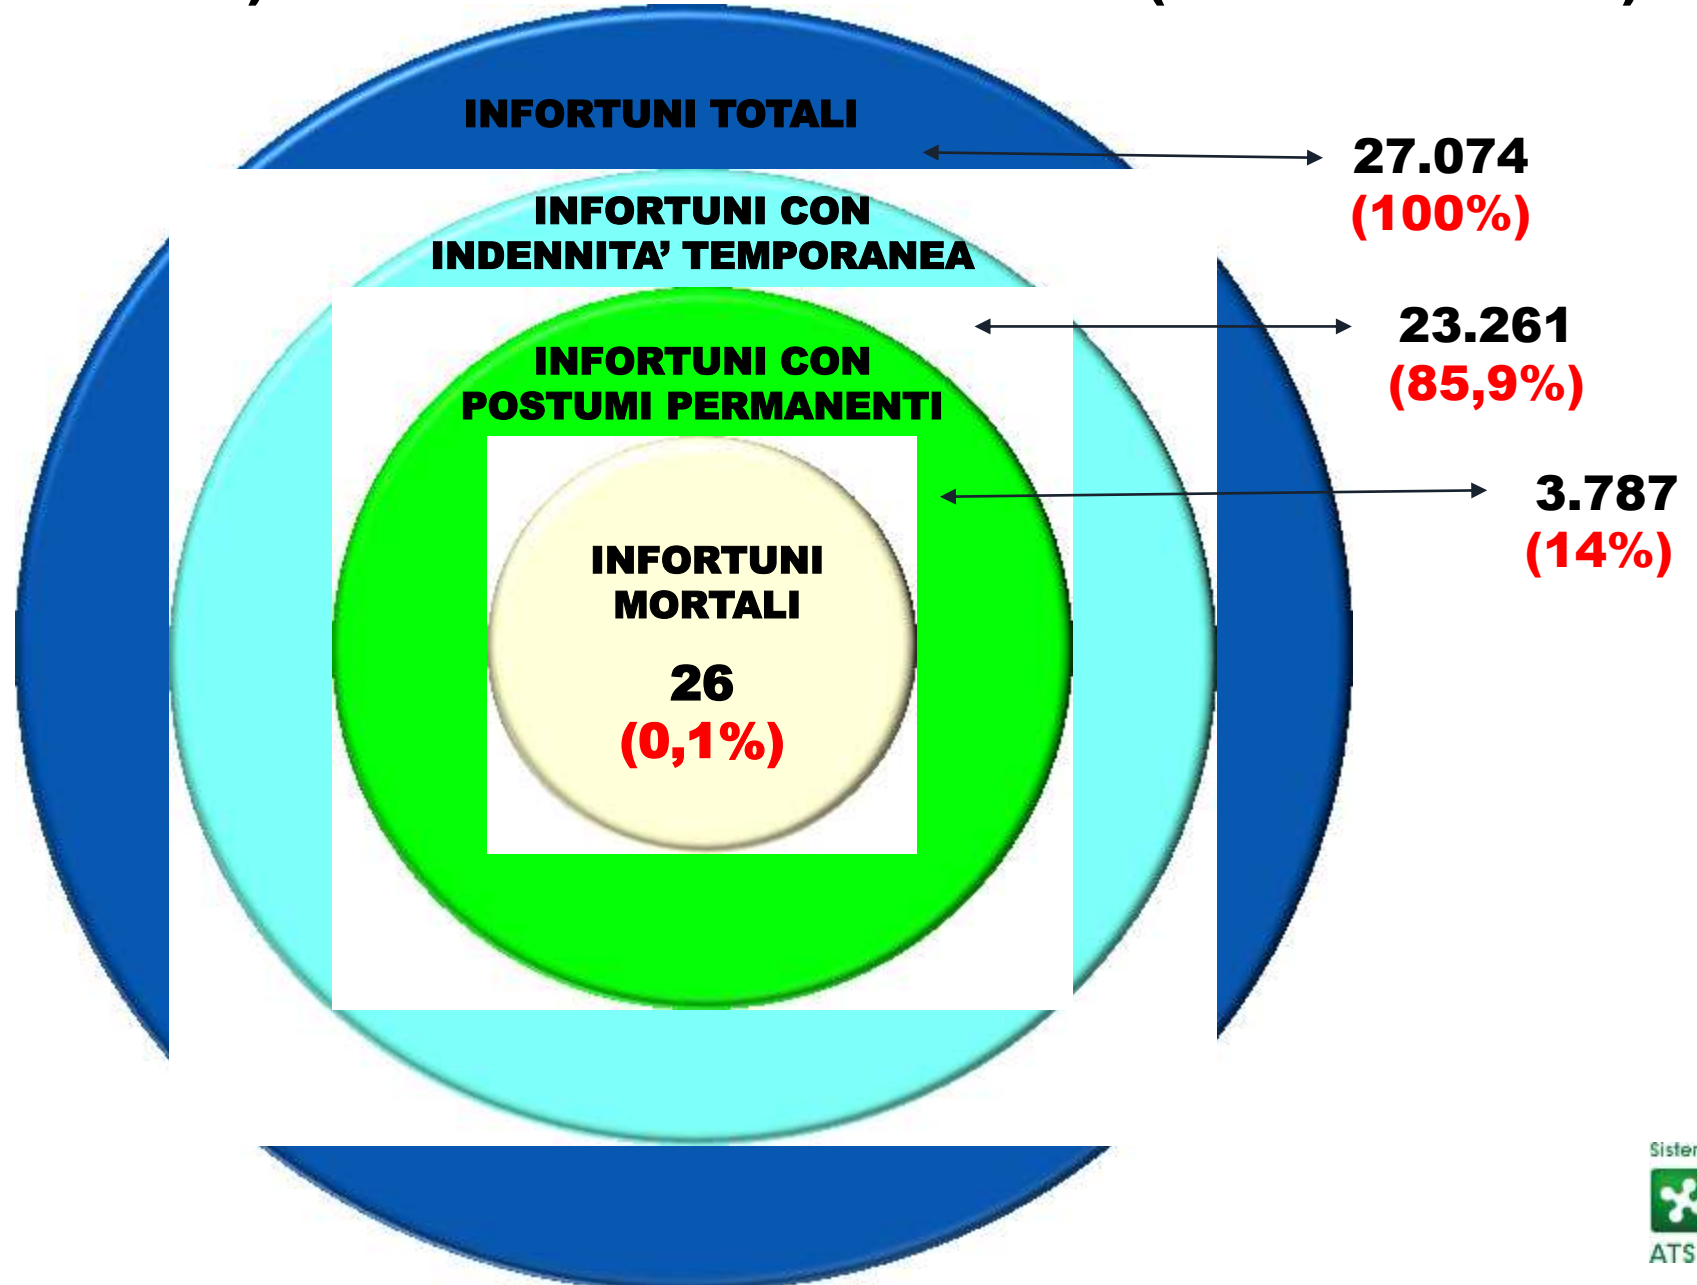 INFORTUNI TOTALI
27.074
(100%)
INFORTUNI CON
INDENNITA’ TEMPORANEA
23.261
(85,9%)
INFORTUNI CON
POSTUMI PERMANENTI
3.787
(14%)
INFORTUNI
MORTALI
26
(0,1%)
ATS